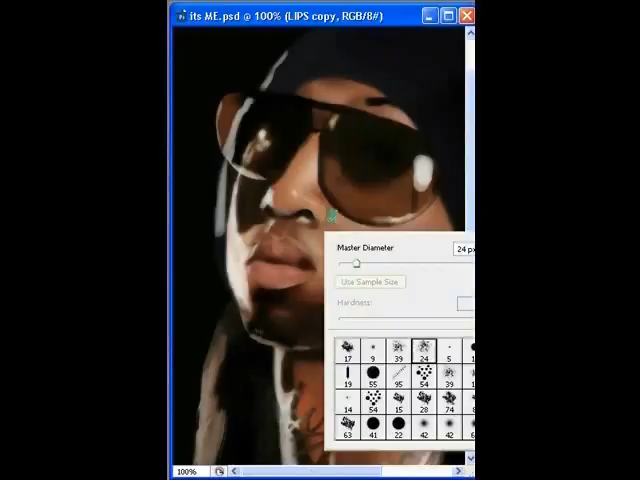 its ME.psd @ 100% (LIPS copy, RGB/8#)
Master Diameter
24 px
Use Sample Size
Hardness:
17 9 39 24 5
19 55 95 54 39
14 54 15 28 74
63 41 22 42 42
100%